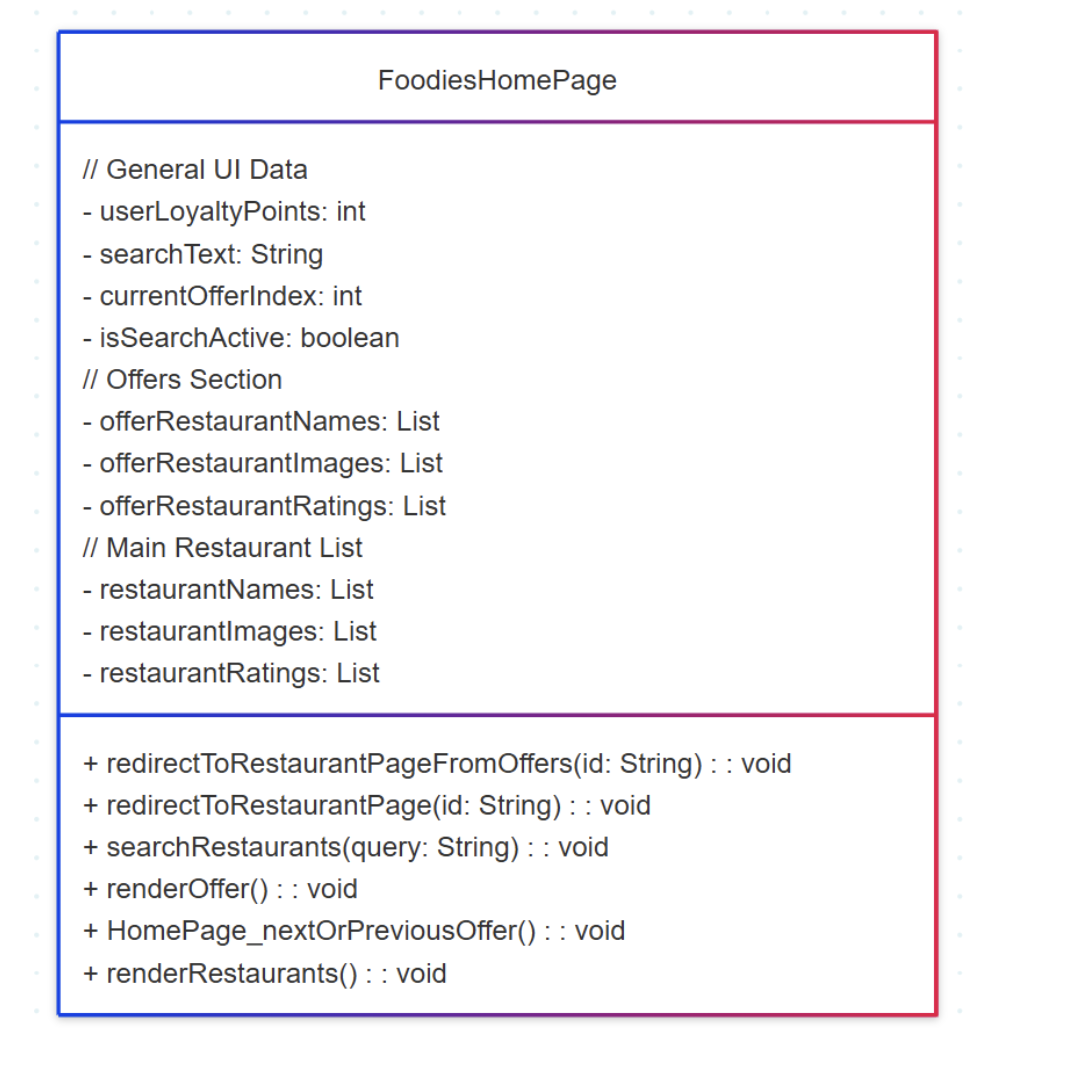 FoodiesHomePage
// General UI Data
- userLoyaltyPoints: int
- searchText: String
- currentOfferIndex: int
- isSearchActive: boolean
// Offers Section
- offerRestaurantNames: List
- offerRestaurantImages: List
- offerRestaurantRatings: List
// Main Restaurant List
- restaurantNames: List
- restaurantImages: List
- restaurantRatings: List
+ redirectToRestaurantPageFromOffers(id: String) : : void
+ redirectToRestaurantPage(id: String) : : void
+ searchRestaurants(query: String) : : void
+ renderOffer() : : void
+ HomePage_nextOrPreviousOffer() : : void
+ renderRestaurants() : : void